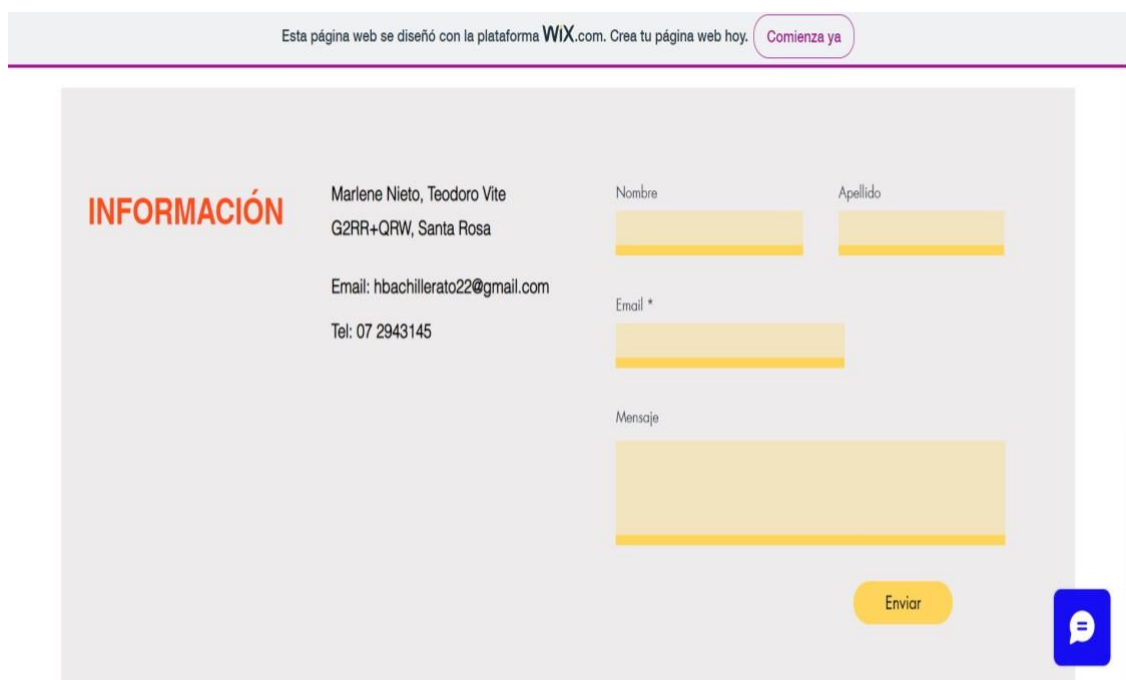 Esta página web se diseñó con la plataforma WiX.com. Crea tu página web hoy. Comienza ya
INFORMACIÓN
Marlene Nieto, Teodoro Vite
G2RR+QRW, Santa Rosa
Email: hbachillerato22@gmail.com
Tel: 07 2943145
Nombre
Apellido
Email *
Mensaje
Enviar